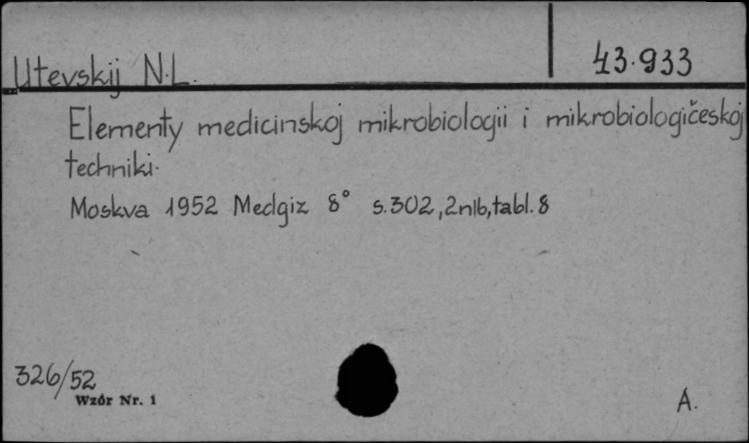 Utevskij N.L.
43.933
Elementy medicinskoj mikrobiologii i mikrobiologičeskoj
techniki.
Moskva 1952 Medgiz 8° s.302, 2nlb, tabl.8
326/52
Wzór Nr. 1
A.